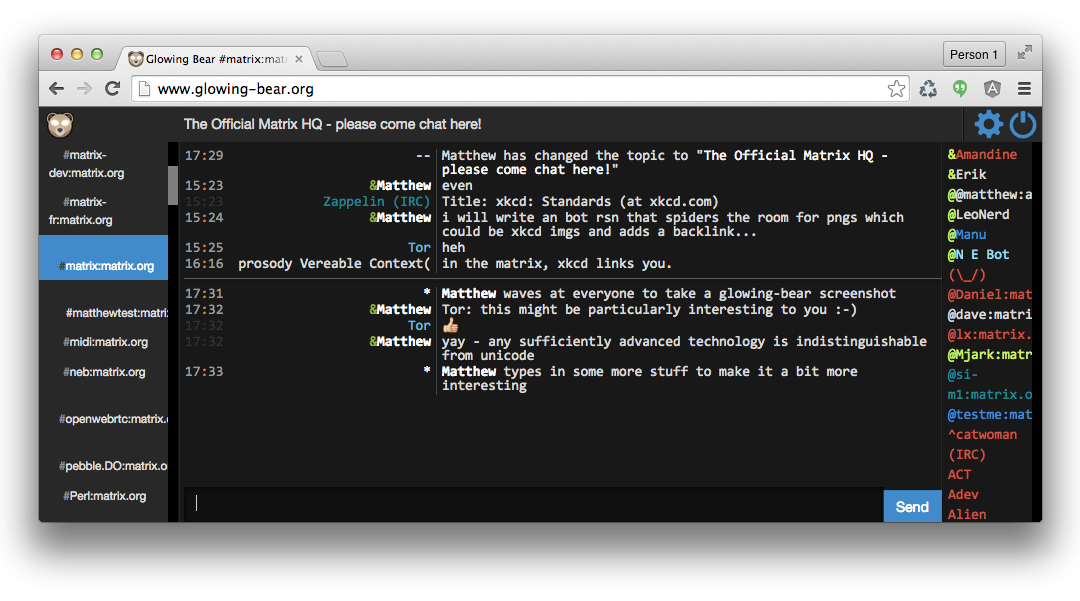 Glowing Bear #matrix:mat
Person 1
www.glowing-bear.org
The Official Matrix HQ - please come chat here!
#matrix-
dev:matrix.org
#matrix-
fr:matrix.org
#matrix:matrix.org
#matthewtest:matri
#midi:matrix.org
#neb:matrix.org
#openwebrtc:matrix.
#pebble.DO:matrix.o
#Perl:matrix.org
17:29 -- Matthew has changed the topic to "The Official Matrix HQ -
please come chat here!"
15:23 &Matthew even
15:23 Zappelin (IRC) Title: xkcd: Standards (at xkcd.com)
15:24 &Matthew i will write an bot rsn that spiders the room for pngs which
could be xkcd imgs and adds a backlink...
15:25 Tor heh
16:16 prosody Vereable Context( in the matrix, xkcd links you.
17:31 * Matthew waves at everyone to take a glowing-bear screenshot
17:32 &Matthew Tor: this might be particularly interesting to you :-)
17:32 Tor 👍
17:32 &Matthew yay - any sufficiently advanced technology is indistinguishable
from unicode
17:33 * Matthew types in some more stuff to make it a bit more
interesting
Send
&Amandine
&Erik
@@matthew:a
@LeoNerd
@Manu
@N E Bot
(\_/)
@Daniel:mat
@dave:matri
@lx:matrix.
@Mjark:matr
@si-
m1:matrix.o
@testme:mat
^catwoman
(IRC)
ACT
Adev
Alien